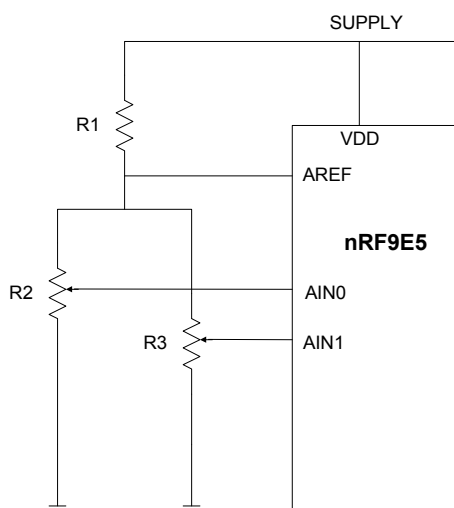 SUPPLY
R1
VDD
AREF
nRF9E5
R2
AIN0
R3
AIN1